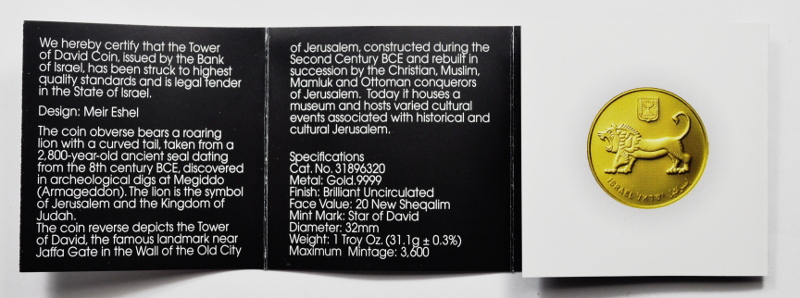 We hereby certify that the Tower
of David Coin, issued by the Bank
of Israel, has been struck to highest
quality standards and is legal tender
in the State of Israel.
Design: Meir Eshel
The coin obverse bears a roaring
lion with a curved tail, taken from a
2,800-year-old ancient seal dating
from the 8th century BCE, discovered
in archeological digs at Megiddo
(Armageddon). The lion is the symbol
of Jerusalem and the Kingdom of
Judah.
The coin reverse depicts the Tower
of David, the famous landmark near
Jaffa Gate in the Wall of the Old City
of Jerusalem, constructed during the
Second Century BCE and rebuilt in
succession by the Christian, Muslim,
Mamluk and Ottoman conquerors
of Jerusalem. Today it houses a
museum and hosts varied cultural
events associated with historical and
cultural Jerusalem.
Specifications
Cat. No. 31896320
Metal: Gold.9999
Finish: Brilliant Uncirculated
Face Value: 20 New Sheqalim
Mint Mark: Star of David
Diameter: 32mm
Weight: 1 Troy Oz. (31.1g ± 0.3%)
Maximum Mintage: 3,600
ISRAEL ישראל